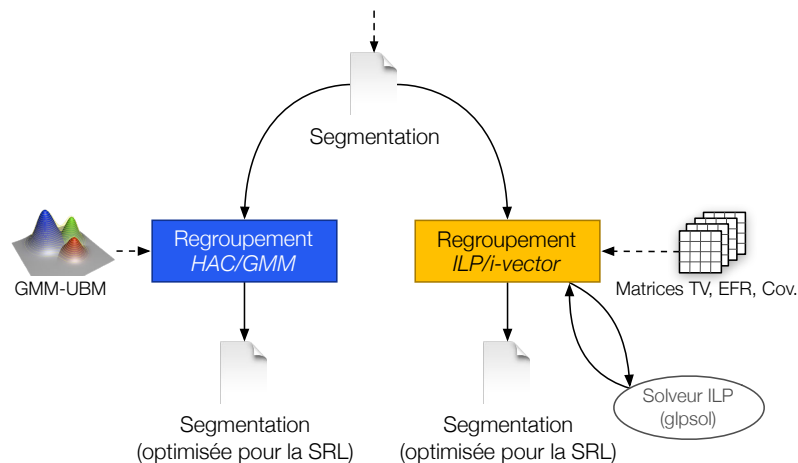 Segmentation
Regroupement
HAC/GMM
Regroupement
ILP/i-vector
GMM-UBM
Matrices TV, EFR, Cov.
Solveur ILP
(glpsol)
Segmentation
(optimisée pour la SRL)
Segmentation
(optimisée pour la SRL)